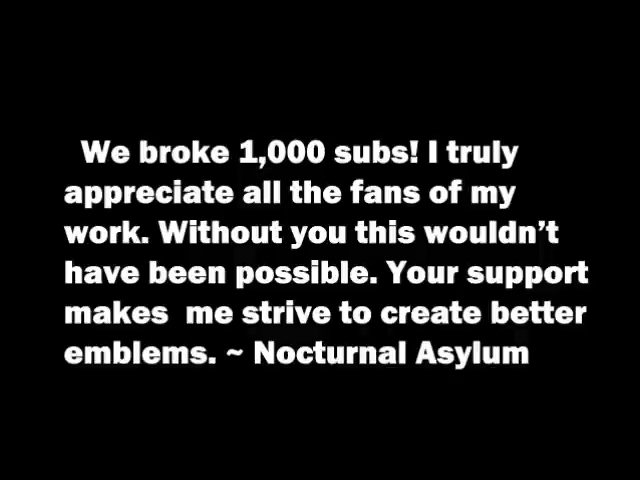 We broke 1,000 subs! I truly
appreciate all the fans of my
work. Without you this wouldn’t
have been possible. Your support
makes  me strive to create better
emblems. ~ Nocturnal Asylum